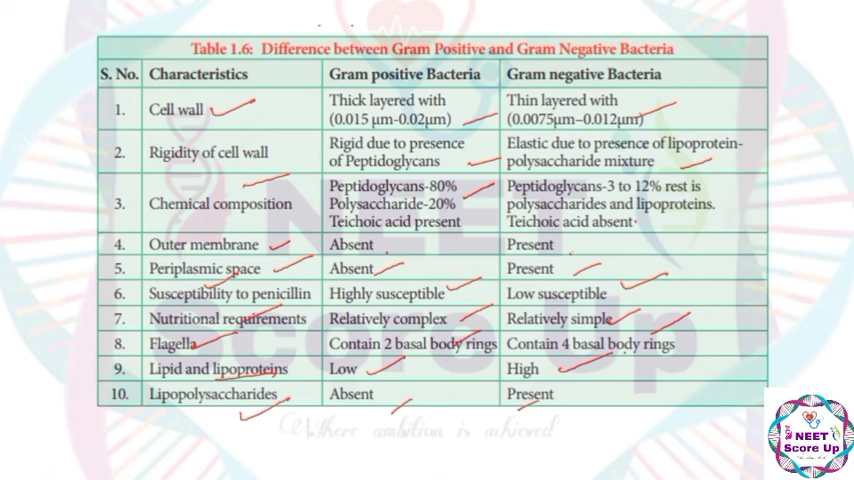 Table 1.6: Difference between Gram Positive and Gram Negative Bacteria
S. No. Characteristics Gram positive Bacteria Gram negative Bacteria
1. Cell wall Thick layered with (0.015 µm-0.02µm) Thin layered with (0.0075µm–0.012µm)
2. Rigidity of cell wall Rigid due to presence of Peptidoglycans Elastic due to presence of lipoprotein-polysaccharide mixture
3. Chemical composition Peptidoglycans-80% Polysaccharide-20% Teichoic acid present Peptidoglycans-3 to 12% rest is polysaccharides and lipoproteins. Teichoic acid absent
4. Outer membrane Absent Present
5. Periplasmic space Absent Present
6. Susceptibility to penicillin Highly susceptible Low susceptible
7. Nutritional requirements Relatively complex Relatively simple
8. Flagella Contain 2 basal body rings Contain 4 basal body rings
9. Lipid and lipoproteins Low High
10. Lipopolysaccharides Absent Present
NEET
Score Up
Where ambition is achieved
NEET
Score Up